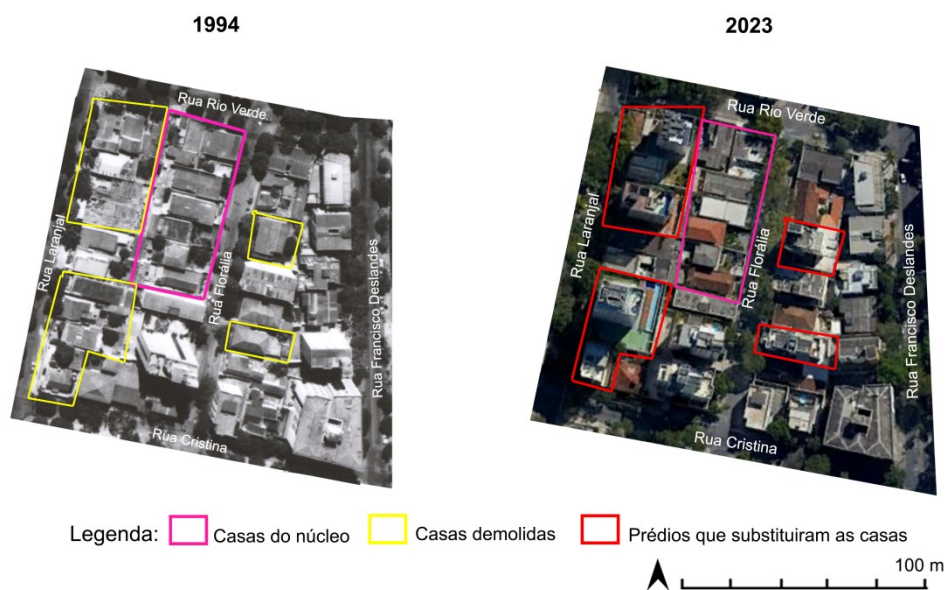 1994
2023
Rua Rio Verde
Rua Laranjal
Rua Florália
Rua Francisco Deslandes
Rua Cristina
Rua Rio Verde
Rua Laranjal
Rua Florália
Rua Francisco Deslandes
Rua Cristina
Legenda:
Casas do núcleo
Casas demolidas
Prédios que substituiram as casas
100 m